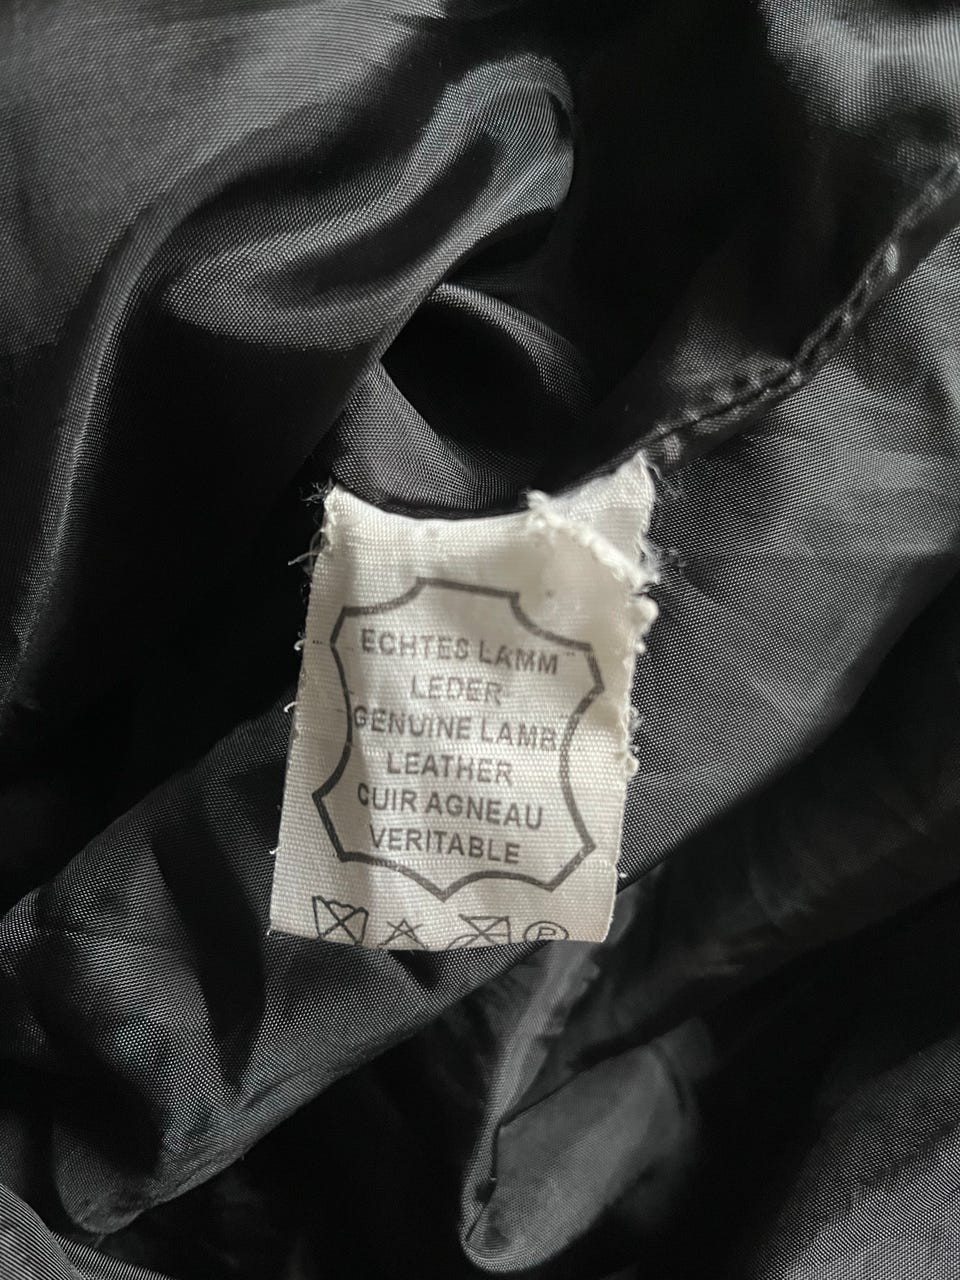 ECHTES LAMM
LEDER
GENUINE LAMB
LEATHER
CUIR AGNEAU
VERITABLE
P